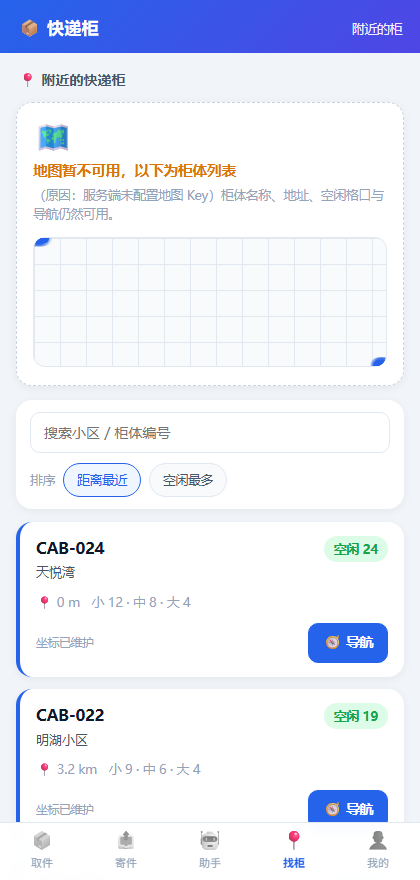 快递柜
附近的柜
附近的快递柜
地图暂不可用，以下为柜体列表
（原因：服务端未配置地图 Key）柜体名称、地址、空闲格口与
导航仍然可用。
搜索小区 / 柜体编号
排序 距离最近 空闲最多
CAB-024 空闲 24
天悦湾
0 m 小 12 · 中 8 · 大 4
坐标已维护 导航
CAB-022 空闲 19
明湖小区
3.2 km 小 9 · 中 6 · 大 4
坐标已维护 导航
取件 寄件 助手 找柜 我的